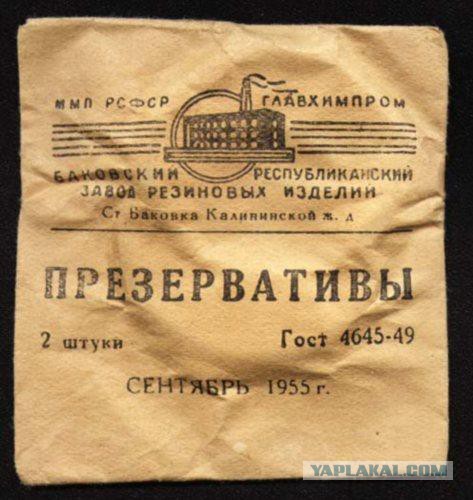 ММП РСФСР ГЛАВХИМПРОМ
БАКОВСКИЙ РЕСПУБЛИКАНСКИЙ
ЗАВОД РЕЗИНОВЫХ ИЗДЕЛИЙ
Ст Баковка Калининской ж. д
ПРЕЗЕРВАТИВЫ
2 штуки Гост 4645-49
СЕНТЯБРЬ 1955 г.
YAPLAKAL.COM